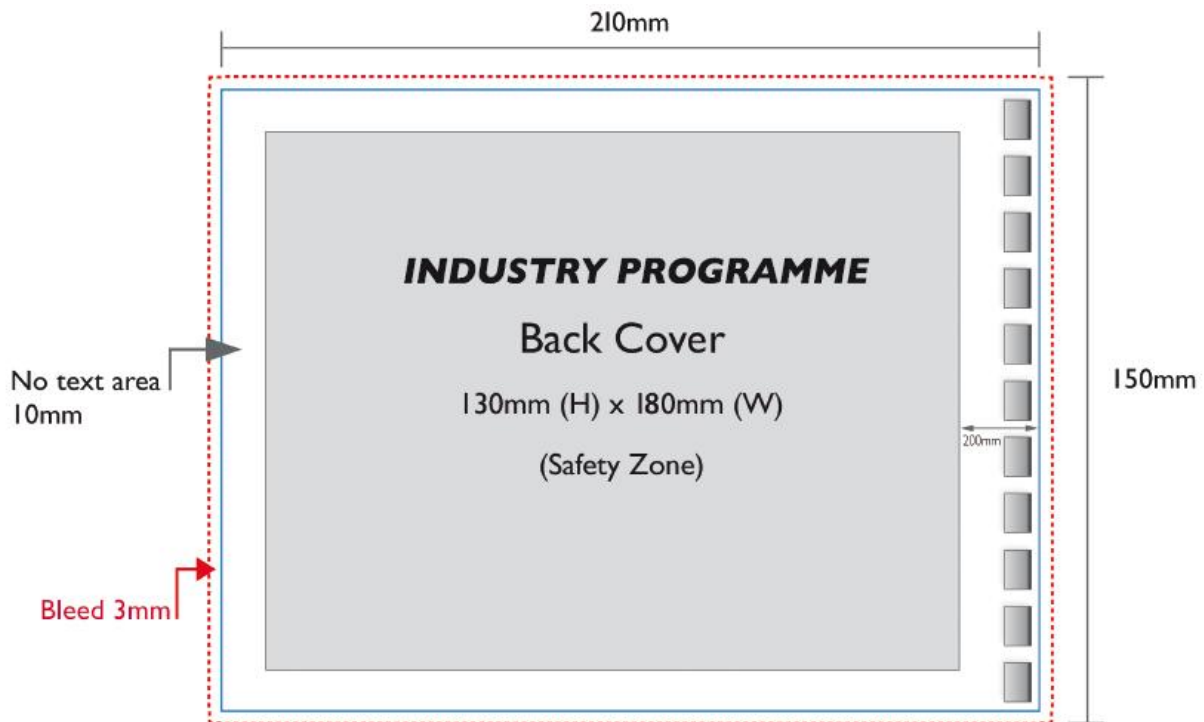 210mm
INDUSTRY PROGRAMME
Back Cover
130mm (H) x 180mm (W)
(Safety Zone)
No text area
10mm
150mm
200mm
Bleed 3mm